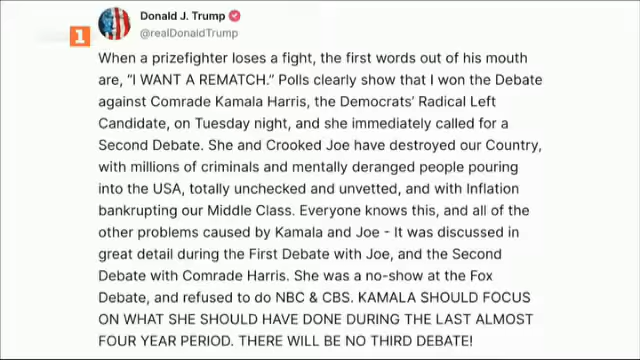 1
Donald J. Trump
@realDonaldTrump
When a prizefighter loses a fight, the first words out of his mouth
are, “I WANT A REMATCH.” Polls clearly show that I won the Debate
against Comrade Kamala Harris, the Democrats’ Radical Left
Candidate, on Tuesday night, and she immediately called for a
Second Debate. She and Crooked Joe have destroyed our Country,
with millions of criminals and mentally deranged people pouring
into the USA, totally unchecked and unvetted, and with Inflation
bankrupting our Middle Class. Everyone knows this, and all of the
other problems caused by Kamala and Joe - It was discussed in
great detail during the First Debate with Joe, and the Second
Debate with Comrade Harris. She was a no-show at the Fox
Debate, and refused to do NBC & CBS. KAMALA SHOULD FOCUS
ON WHAT SHE SHOULD HAVE DONE DURING THE LAST ALMOST
FOUR YEAR PERIOD. THERE WILL BE NO THIRD DEBATE!